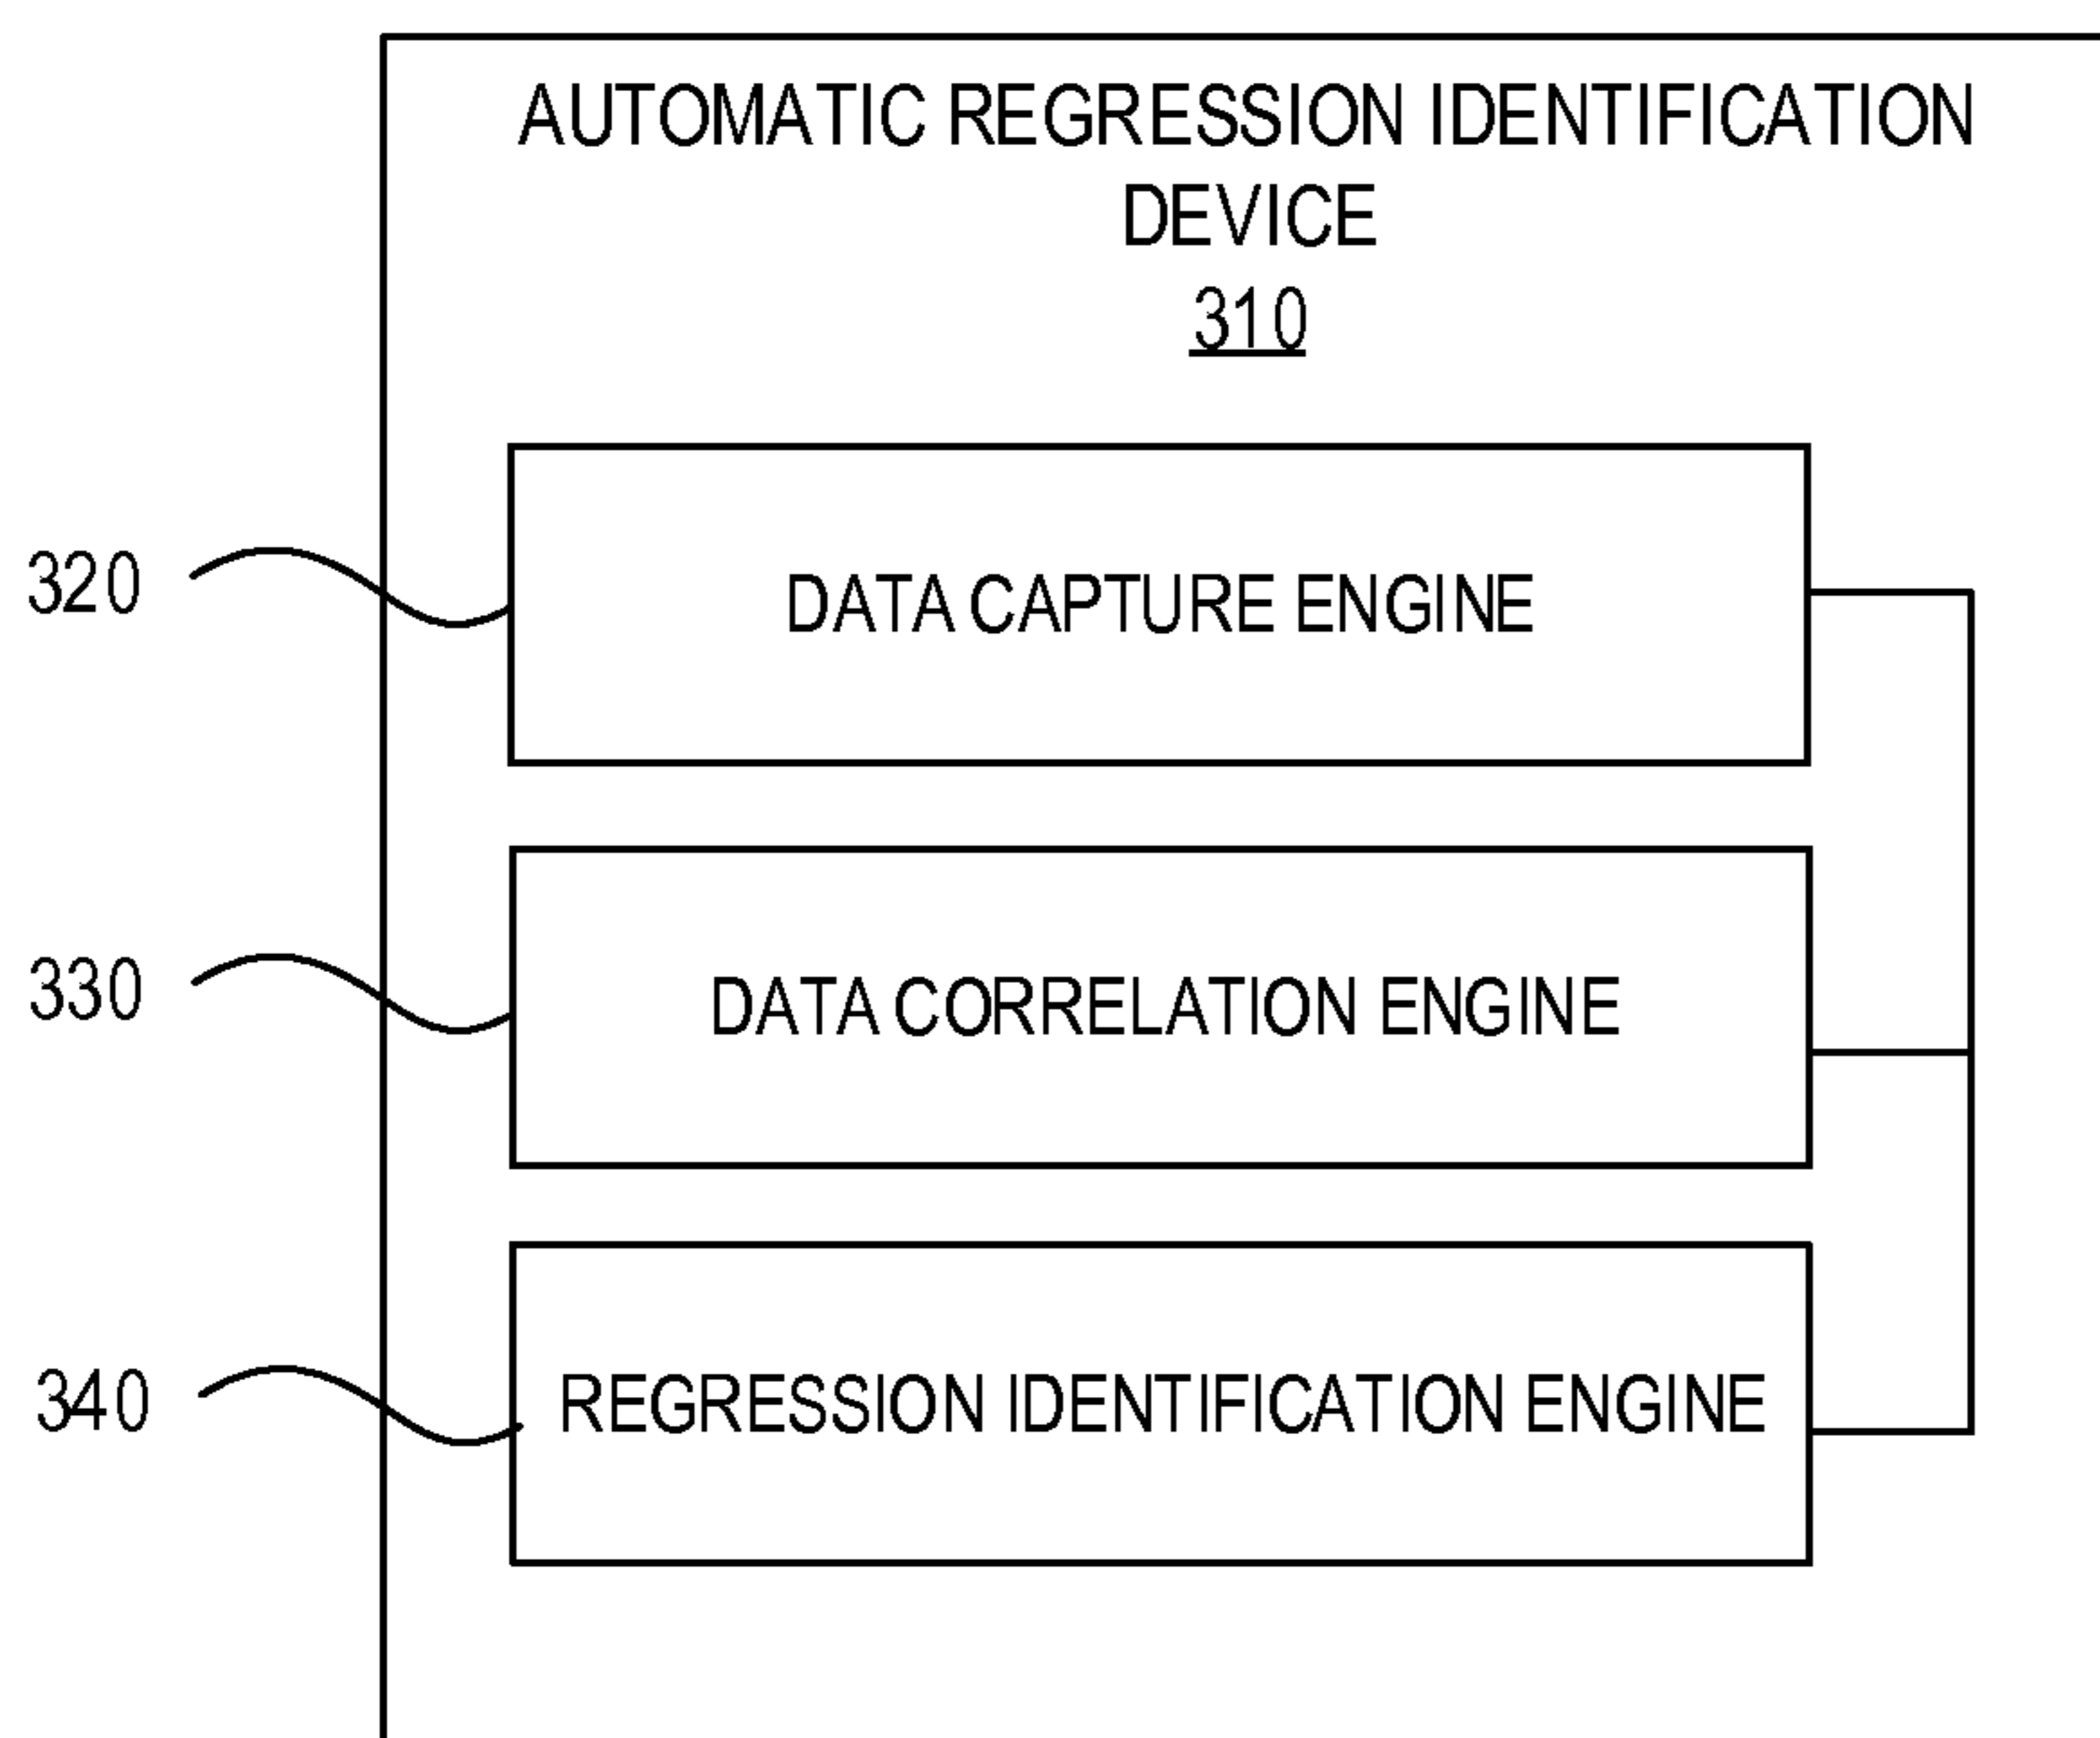 AUTOMATIC REGRESSION IDENTIFICATION
DEVICE
310
320
DATA CAPTURE ENGINE
330
DATA CORRELATION ENGINE
340
REGRESSION IDENTIFICATION ENGINE